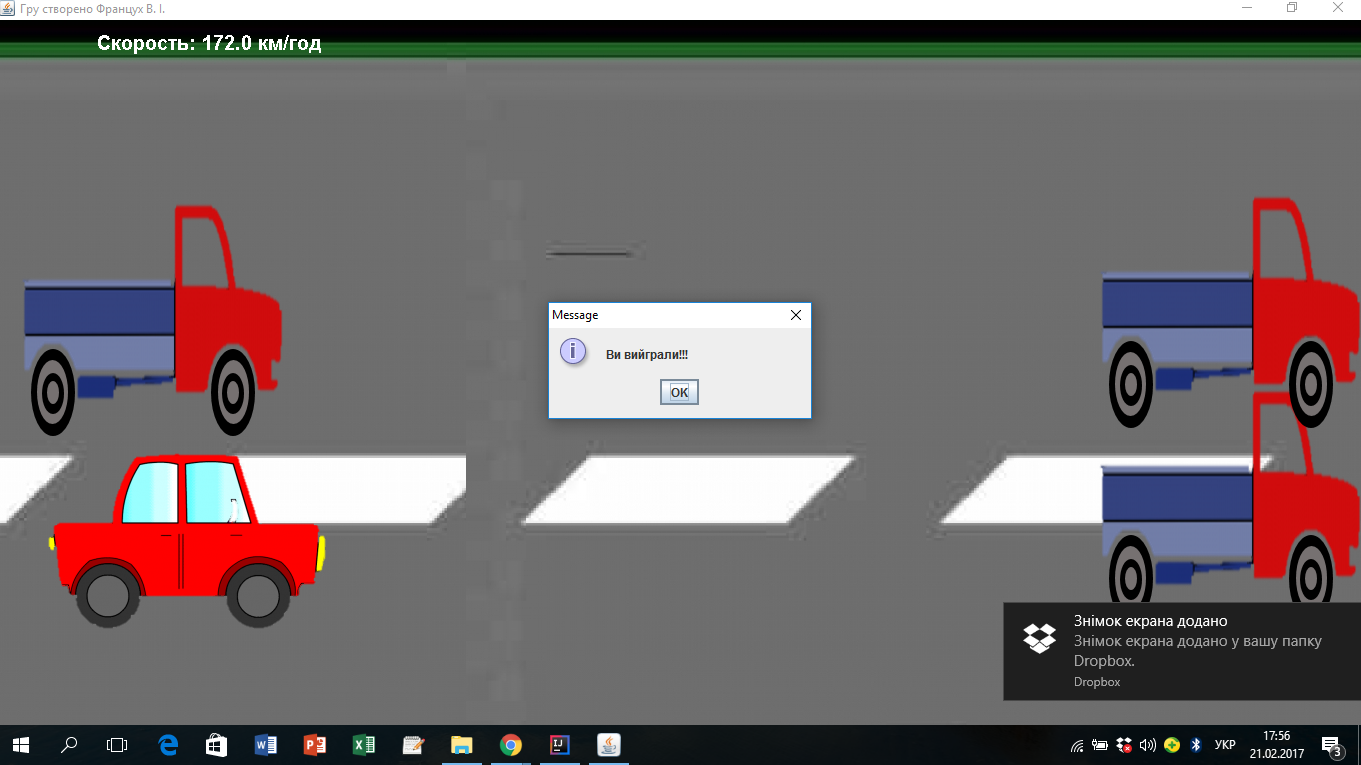 Гру створено Французх В. І.
Скорость: 172.0 км/год
Message
Ви вийграли!!!
OK
Знімок екрана додано
Знімок екрана додано у вашу папку
Dropbox.
Dropbox
УКР
17:56
21.02.2017
3